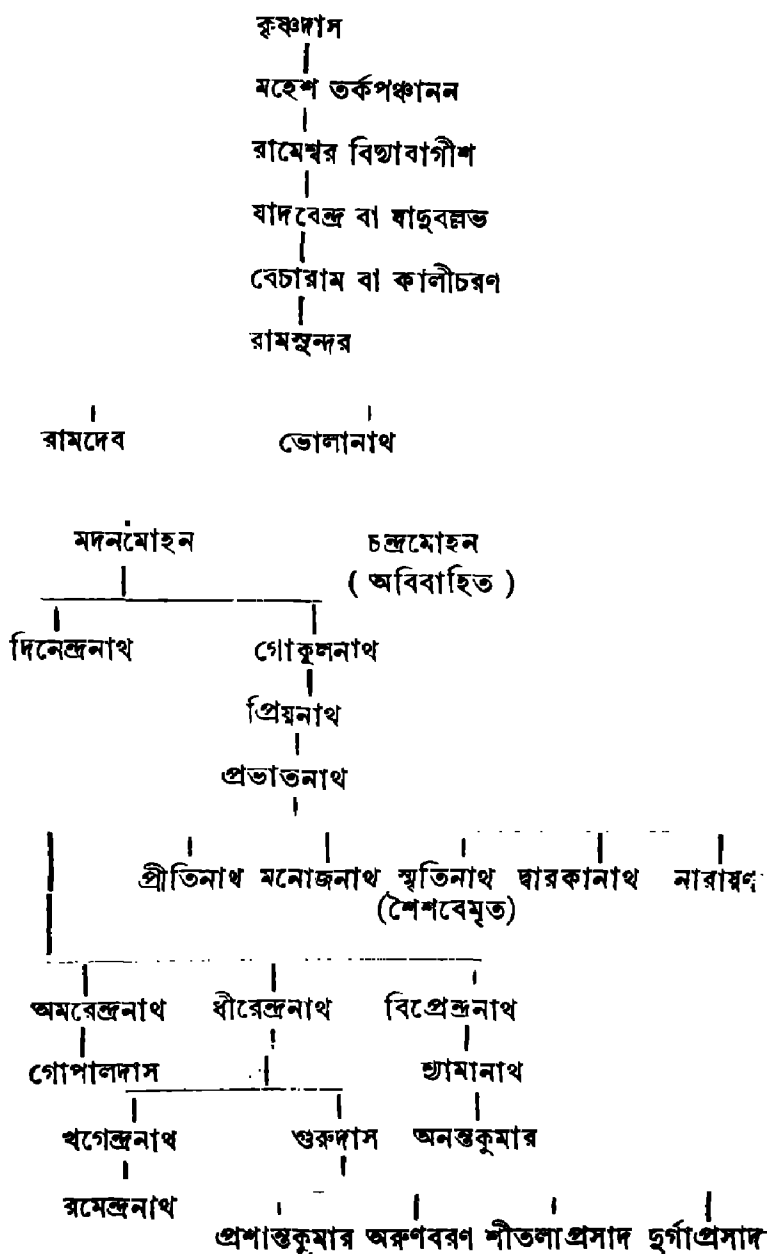 কৃষ্ণদাস
মহেশ তর্কপঞ্চানন
রামেশ্বর বিদ্যাবাগীশ
যাদবেন্দ্র বা যাদুবল্লভ
বেচারাম বা কালীচরণ
রামসুন্দর
রামদেব ভোলানাথ
মদনমোহন চন্দ্রমোহন
( অবিবাহিত )
দিনেন্দ্রনাথ গোকুলনাথ
প্রিয়নাথ
প্রভাতনাথ
প্রীতিনাথ মনোজনাথ স্মৃতিনাথ দ্বারকানাথ নারায়ণ
(শৈশবেমৃত)
অমরেন্দ্রনাথ ধীরেন্দ্রনাথ বিপ্রেন্দ্রনাথ
গোপালদাস শ্যামানাথ
খগেন্দ্রনাথ গুরুদাস অনন্তকুমার
রমেন্দ্রনাথ
প্রশান্তকুমার অরুণবরণ শীতলাপ্রসাদ দুর্গাপ্রসাদ